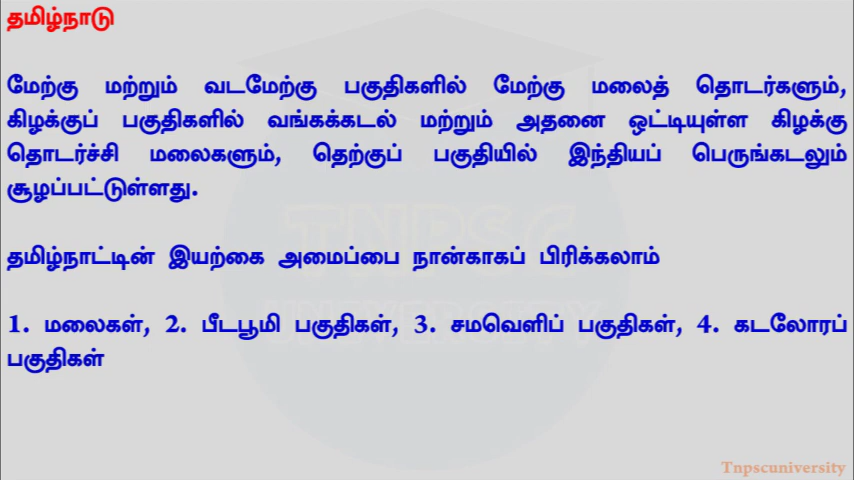 தமிழ்நாடு
மேற்கு மற்றும் வடமேற்கு பகுதிகளில் மேற்கு மலைத் தொடர்களும்,
கிழக்குப் பகுதிகளில் வங்கக்கடல் மற்றும் அதனை ஒட்டியுள்ள கிழக்கு
தொடர்ச்சி மலைகளும், தெற்குப் பகுதியில் இந்தியப் பெருங்கடலும்
சூழப்பட்டுள்ளது.
தமிழ்நாட்டின் இயற்கை அமைப்பை நான்காகப் பிரிக்கலாம்
1. மலைகள், 2. பீடபூமி பகுதிகள், 3. சமவெளிப் பகுதிகள், 4. கடலோரப்
பகுதிகள்
TNPSC
UNIVERSITY
Tnpscuniversity